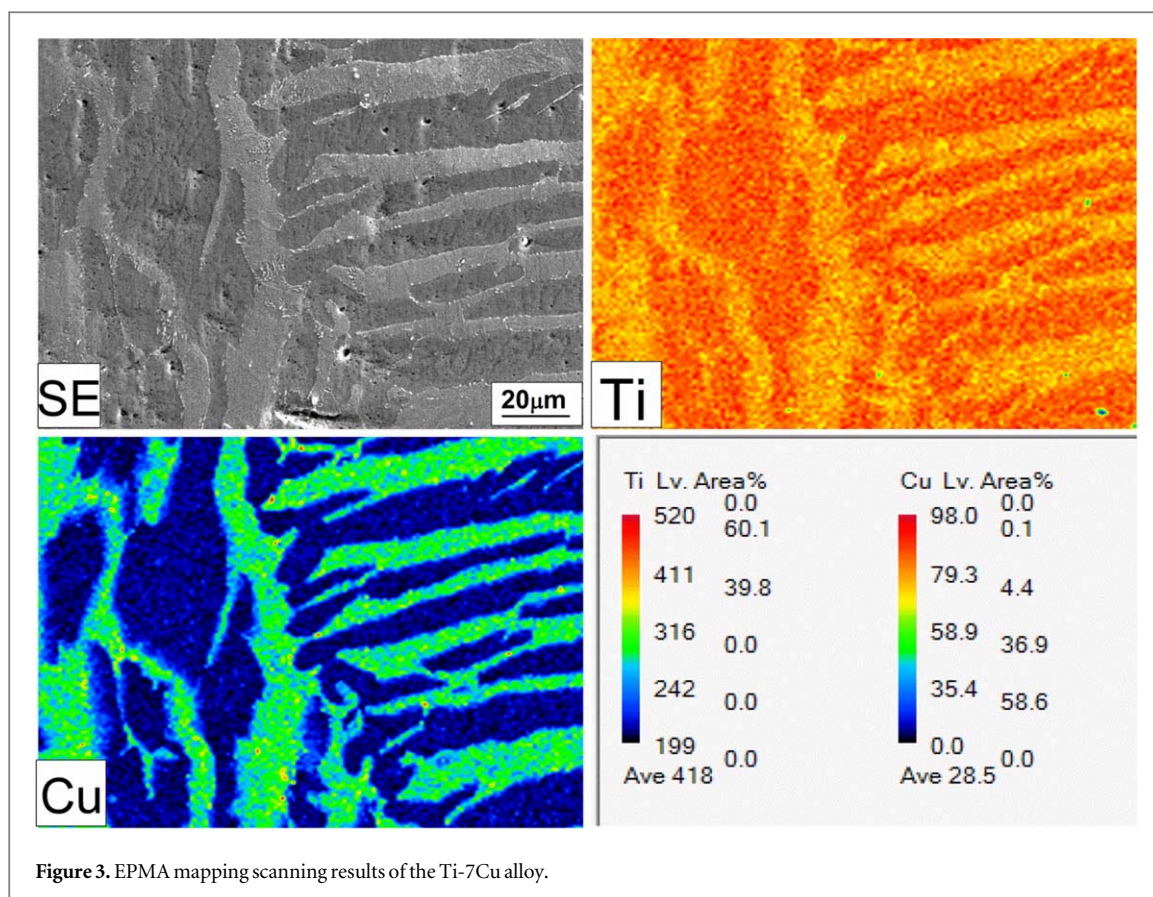 SE
20μm
Ti
Cu
Ti Lv. Area%
0.0
520
60.1
411
39.8
316
0.0
242
0.0
199
0.0
Ave 418
Cu Lv. Area%
0.0
98.0
0.1
79.3
4.4
58.9
36.9
35.4
58.6
0.0
0.0
Ave 28.5
Figure 3. EPMA mapping scanning results of the Ti-7Cu alloy.